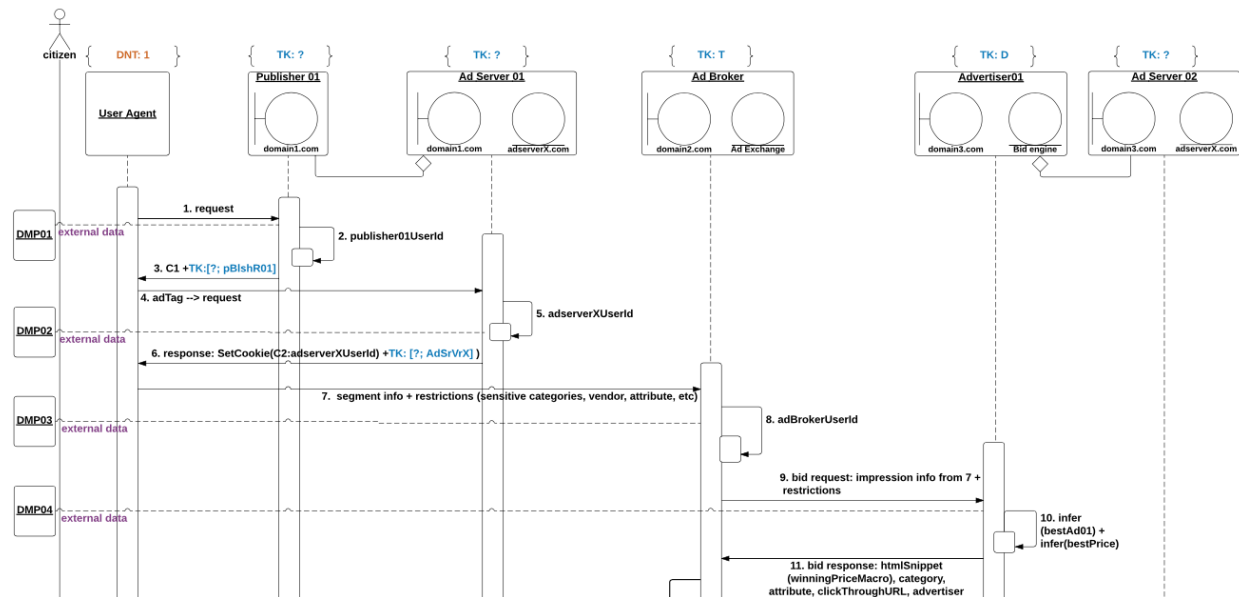 citizen
{ DNT: 1 }
{ TK: ? }
{ TK: ? }
{ TK: T }
{ TK: D }
{ TK: ? }
User Agent
Publisher 01
Ad Server 01
Ad Broker
Advertiser01
Ad Server 02
domain1.com
domain1.com
adserverX.com
domain2.com
Ad Exchange
domain3.com
Bid engine
domain3.com
adserverX.com
1. request
DMP01
external data
2. publisher01UserId
3. C1 +TK:[?; pBlshR01]
4. adTag --> request
5. adserverXUserId
DMP02
external data
6. response: SetCookie(C2:adserverXUserId) +TK: [?; AdSrVrX] )
7. segment info + restrictions (sensitive categories, vendor, attribute, etc)
DMP03
external data
8. adBrokerUserId
9. bid request: impression info from 7 +
restrictions
DMP04
external data
10. infer
(bestAd01) +
infer(bestPrice)
11. bid response: htmlSnippet
(winningPriceMacro), category,
attribute, clickThroughURL, advertiser